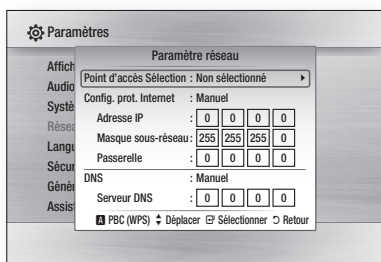 Paramètres
Paramètre réseau
Affich
Point d'accès Sélection : Non sélectionné
Audio
Config. prot. Internet : Manuel
Systè
Adresse IP : 0 0 0 0
Résea
Masque sous-réseau : 255 255 255 0
Langu
Passerelle : 0 0 0 0
Sécur
DNS : Manuel
Génér
Serveur DNS : 0 0 0 0
Assis
A PBC (WPS) Déplacer Sélectionner Retour